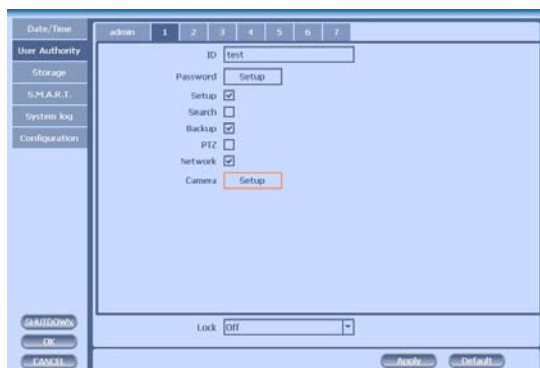 Date/Time
User Authority
Storage
S.M.A.R.T.
System log
Configuration
SHUTDOWN
OK
CANCEL
admin 1 2 3 4 5 6 7
ID test
Password Setup
Setup
Search
Backup
PTZ
Network
Camera Setup
Lock Off
Apply Default